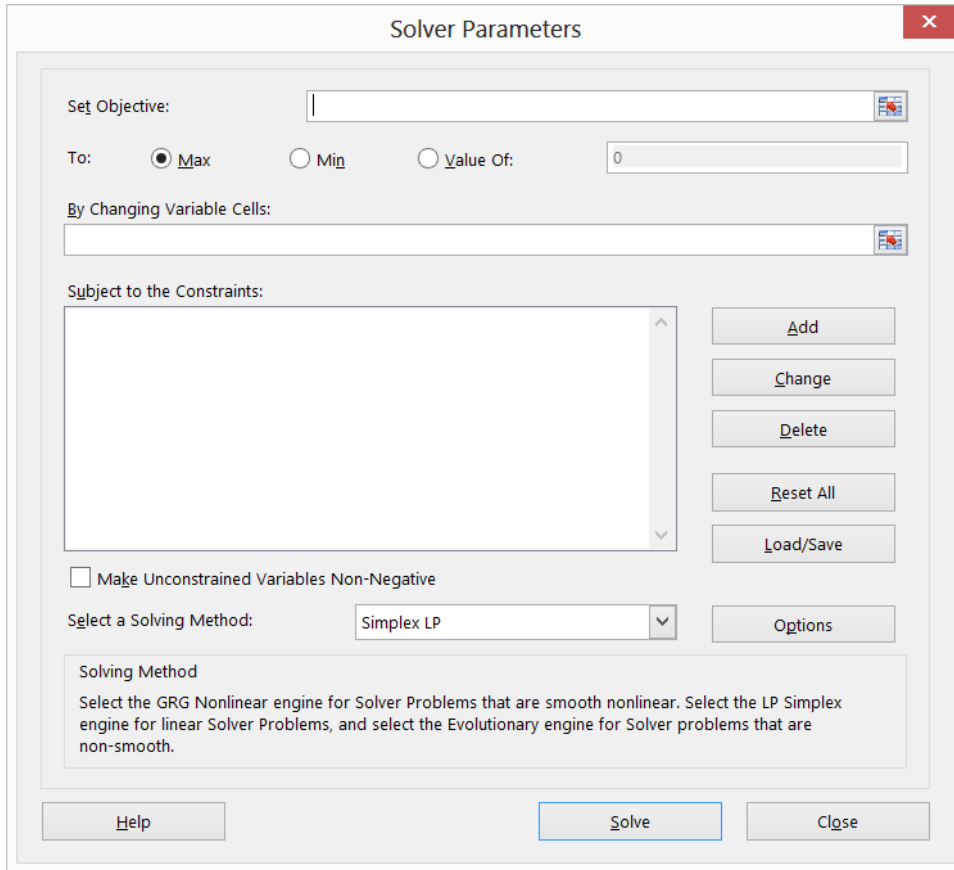 Solver Parameters
Set Objective:
To: Max Min Value Of: 0
By Changing Variable Cells:
Subject to the Constraints:
Add
Change
Delete
Reset All
Load/Save
Make Unconstrained Variables Non-Negative
Select a Solving Method: Simplex LP Options
Solving Method
Select the GRG Nonlinear engine for Solver Problems that are smooth nonlinear. Select the LP Simplex
engine for linear Solver Problems, and select the Evolutionary engine for Solver problems that are
non-smooth.
Help Solve Close